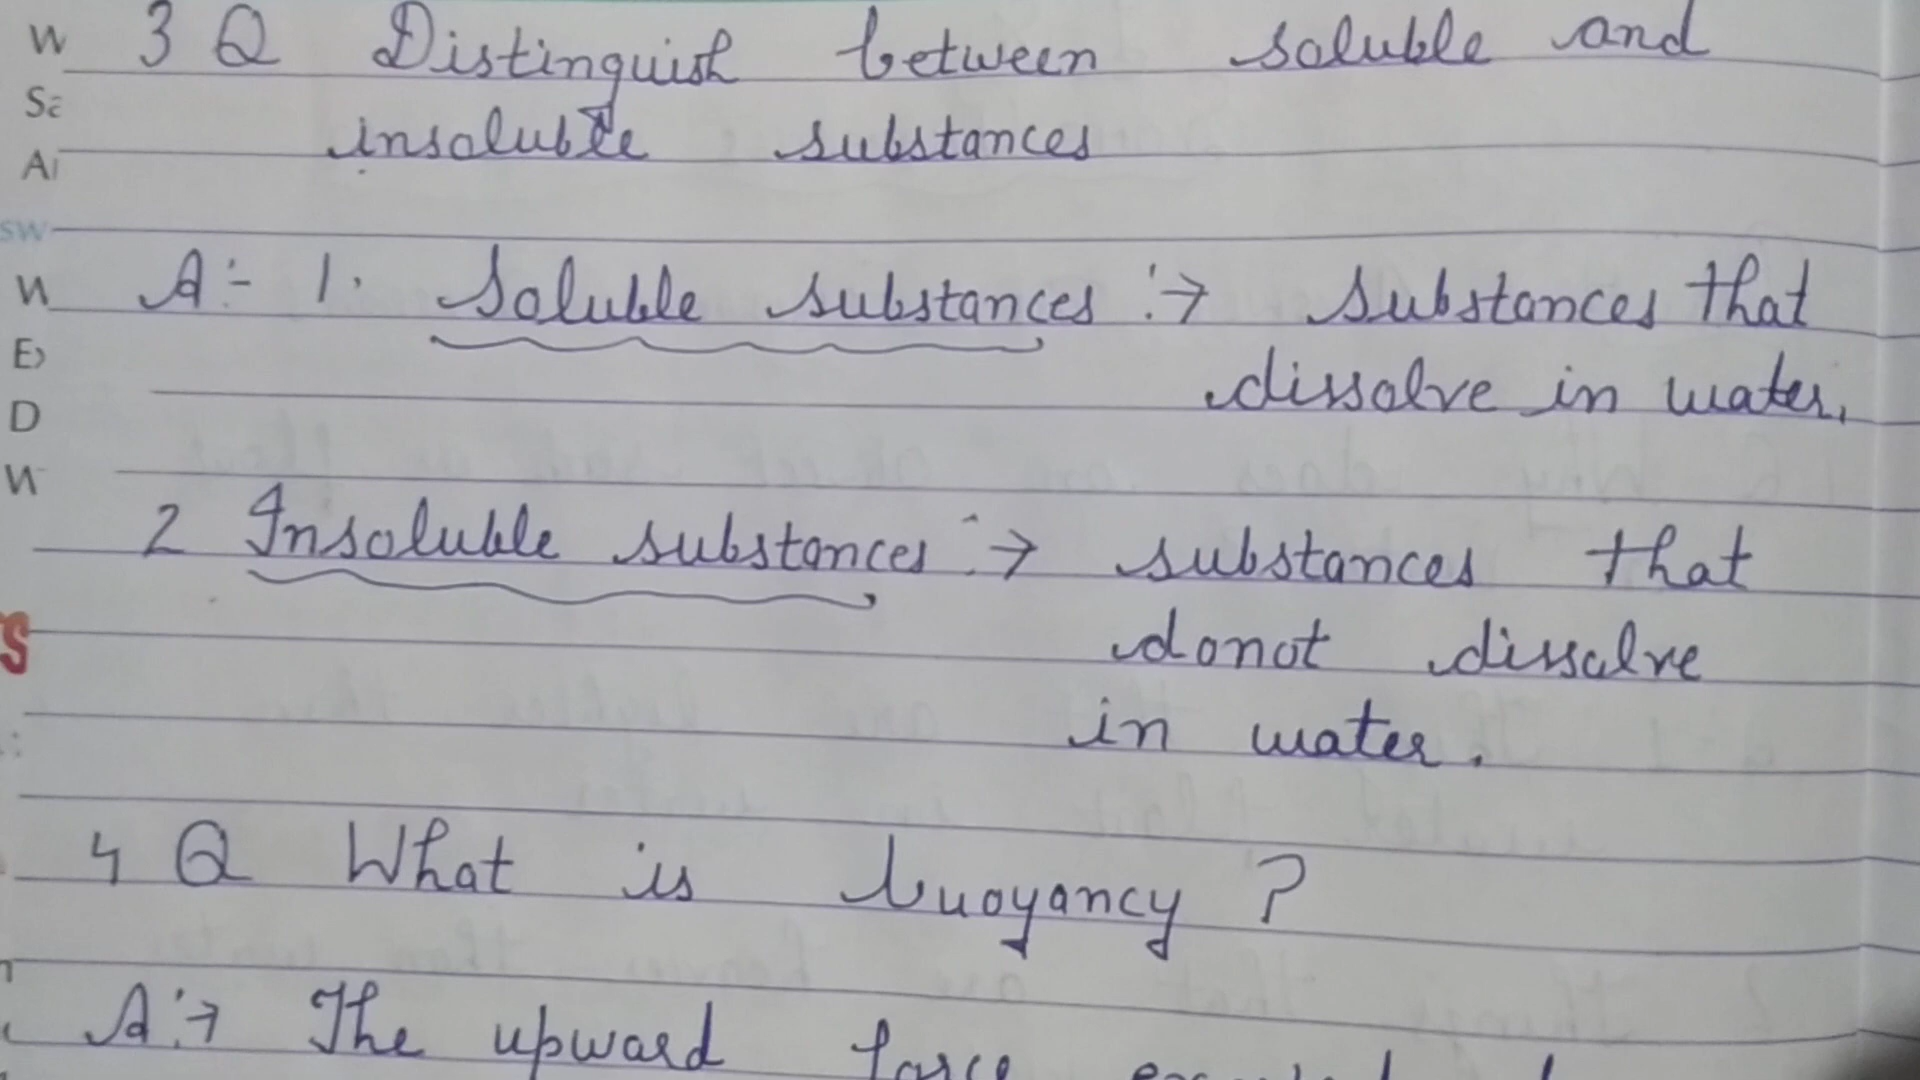 3 Q Distinguish between soluble and
insoluble substances
A:- 1. Soluble substances :→ substances that
dissolve in water.
2 Insoluble substances :→ substances that
donot dissolve
in water.
4 Q What is buoyancy ?
A:→ The upward force